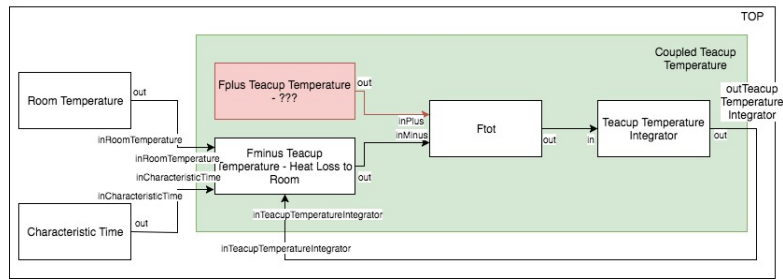 TOP
Coupled Teacup
Temperature
Room Temperature
out
Fplus Teacup Temperature
- ???
out
inPlus
inMinus
Ftot
out
in
Teacup Temperature
Integrator
out
outTeacup
Temperature
Integrator
inRoomTemperature
inRoomTemperature
Fminus Teacup
Temperature - Heat Loss to
Room
out
inCharacteristicTime
inCharacteristicTime
Characteristic Time
out
inTeacupTemperatureIntegrator
inTeacupTemperatureIntegrator